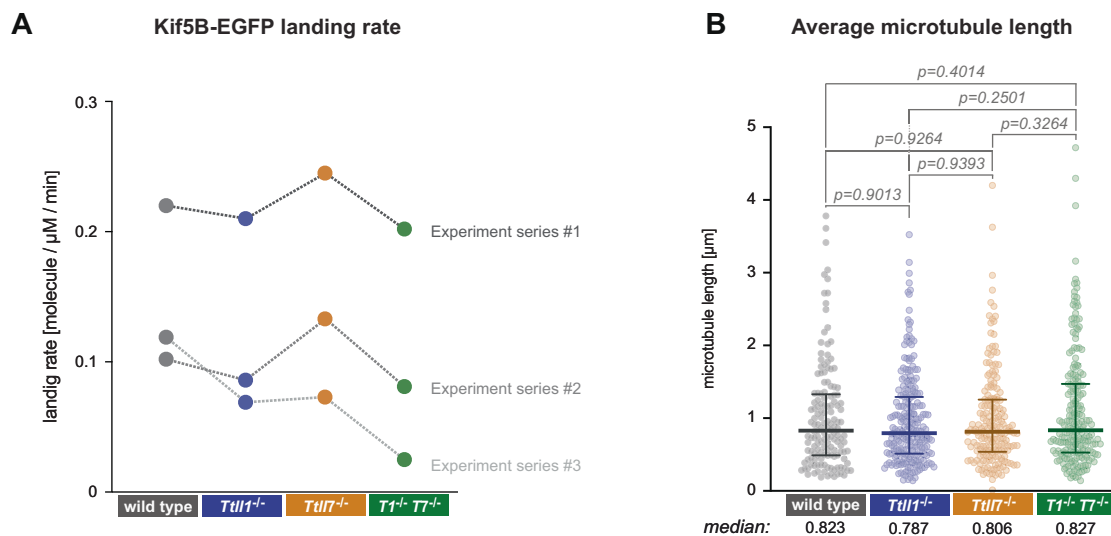 A
Kif5B-EGFP landing rate
landig rate [molecule / µM / min]
0.3
0.2
0.1
0
Experiment series #1
Experiment series #2
Experiment series #3
wild type
Ttll1-/-
Ttll7-/-
T1-/- T7-/-
B
Average microtubule length
p=0.4014
p=0.2501
p=0.3264
p=0.9264
p=0.9393
p=0.9013
microtubule length [µm]
5
4
3
2
1
0
wild type
Ttll1-/-
Ttll7-/-
T1-/- T7-/-
median: 0.823 0.787 0.806 0.827